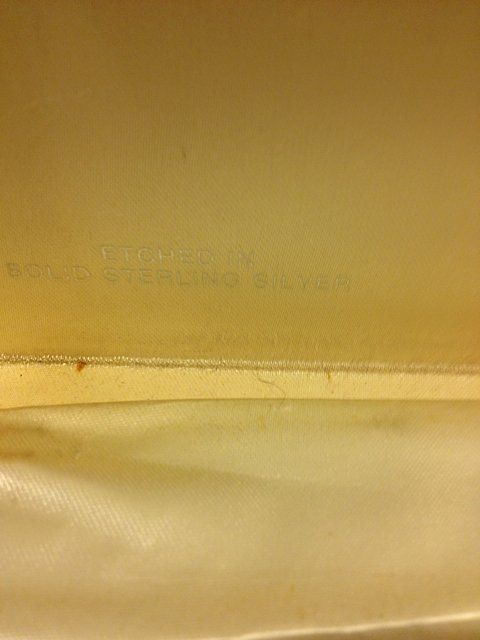 ETCHED IN
SOLID STERLING SILVER